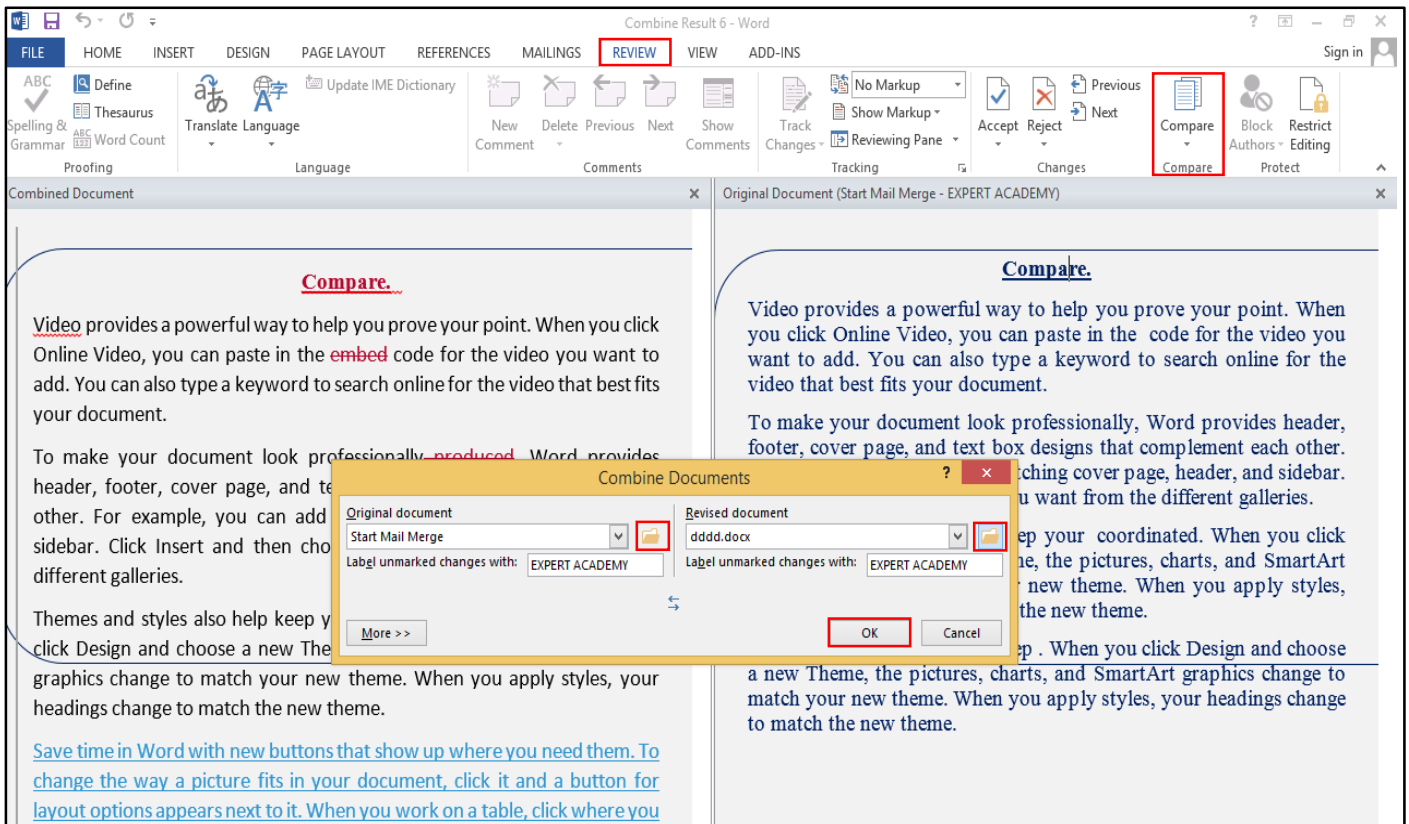 Combine Result 6 - Word
FILE HOME INSERT DESIGN PAGE LAYOUT REFERENCES MAILINGS REVIEW VIEW ADD-INS Sign in
ABC
Spelling &
Grammar
Define
Thesaurus
ABC
123 Word Count
Proofing
Translate Language
Update IME Dictionary
Language
New
Comment
Delete Previous Next
Show
Comments
Comments
Track
Changes
No Markup
Show Markup
Reviewing Pane
Tracking
Accept Reject
Previous
Next
Changes
Compare
Compare
Block
Authors
Restrict
Editing
Protect
Combined Document
Compare.
Video provides a powerful way to help you prove your point. When you click
Online Video, you can paste in the embed code for the video you want to
add. You can also type a keyword to search online for the video that best fits
your document.
To make your document look professionally produced, Word provides
header, footer, cover page, and te
other. For example, you can add
sidebar. Click Insert and then cho
different galleries.
Themes and styles also help keep y
click Design and choose a new The
graphics change to match your new theme. When you apply styles, your
headings change to match the new theme.
Save time in Word with new buttons that show up where you need them. To
change the way a picture fits in your document, click it and a button for
layout options appears next to it. When you work on a table, click where you
Original Document (Start Mail Merge - EXPERT ACADEMY)
Compare.
Video provides a powerful way to help you prove your point. When
you click Online Video, you can paste in the code for the video you
want to add. You can also type a keyword to search online for the
video that best fits your document.
To make your document look professionally, Word provides header,
footer, cover page, and text box designs that complement each other.
ching cover page, header, and sidebar.
u want from the different galleries.
ep your coordinated. When you click
ne, the pictures, charts, and SmartArt
new theme. When you apply styles,
the new theme.
ep . When you click Design and choose
a new Theme, the pictures, charts, and SmartArt graphics change to
match your new theme. When you apply styles, your headings change
to match the new theme.
Combine Documents
Original document
Start Mail Merge
Label unmarked changes with: EXPERT ACADEMY
Revised document
dddd.docx
Label unmarked changes with: EXPERT ACADEMY
More >>
OK
Cancel